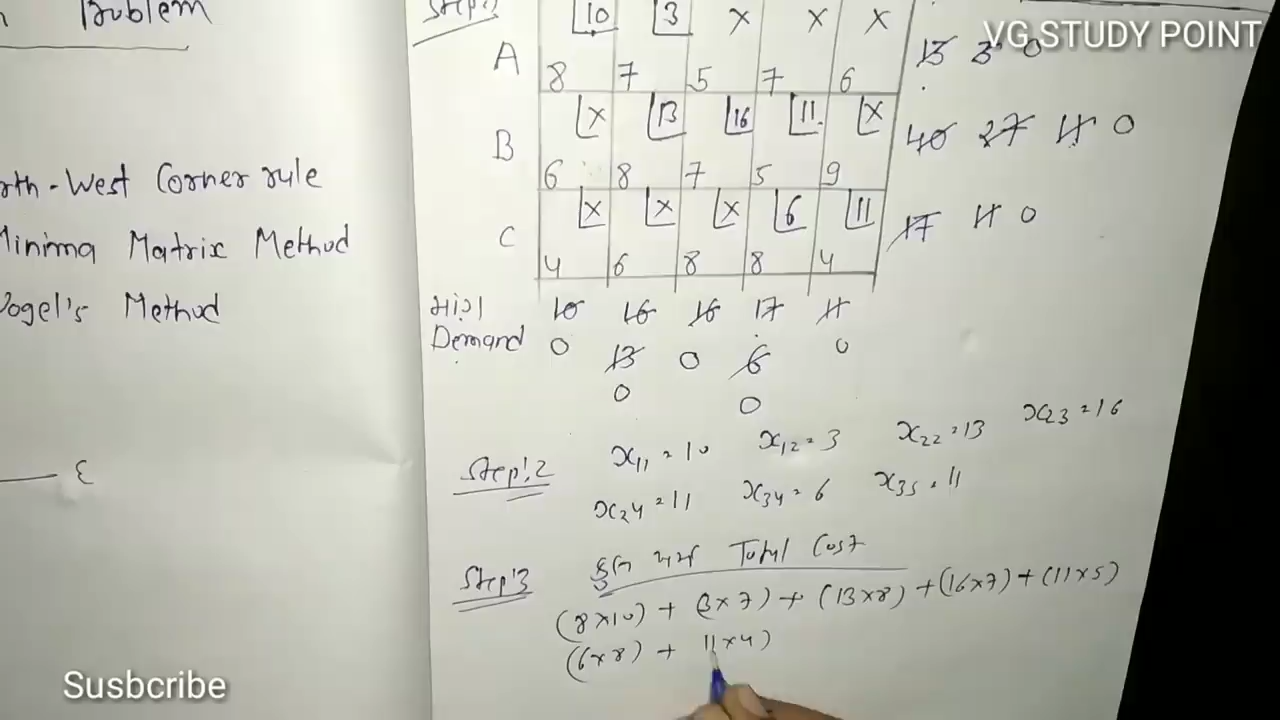 Problem
Step:1
10 3 x x x
VG STUDY POINT
A 8 7 5 7 6 13 3 0
x 13 16 11 x
B 6 8 7 5 9 40 27 11 0
x x x 6 11
C 4 6 8 8 4 17 11 0
rth-West Corner rule
Minima Matrix Method
Vogel's Method
10 16 16 17 11
Demand 0 13 0 6 0
0 0
ε
Step:2 x11 = 10 x12 = 3 x22 = 13 x23 = 16
x24 = 11 x34 = 6 x35 = 11
Step:3 Total Cost
(8×10) + (3×7) + (13×8) + (16×7) + (11×5)
(6×8) + 11×4)
Susbcribe